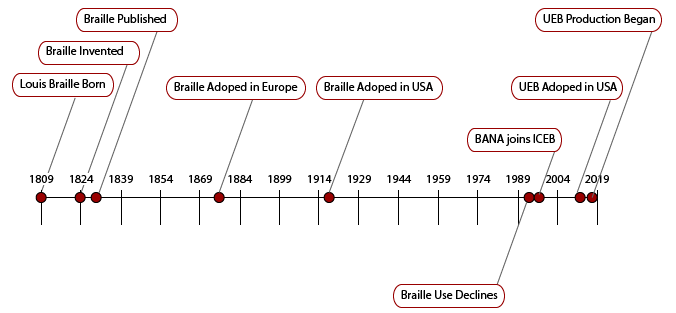 Braille Published
UEB Production Began
Braille Invented
Louis Braille Born
Braille Adoped in Europe
Braille Adoped in USA
UEB Adoped in USA
BANA joins ICEB
1809 1824 1839 1854 1869 1884 1899 1914 1929 1944 1959 1974 1989 2004 2019
Braille Use Declines